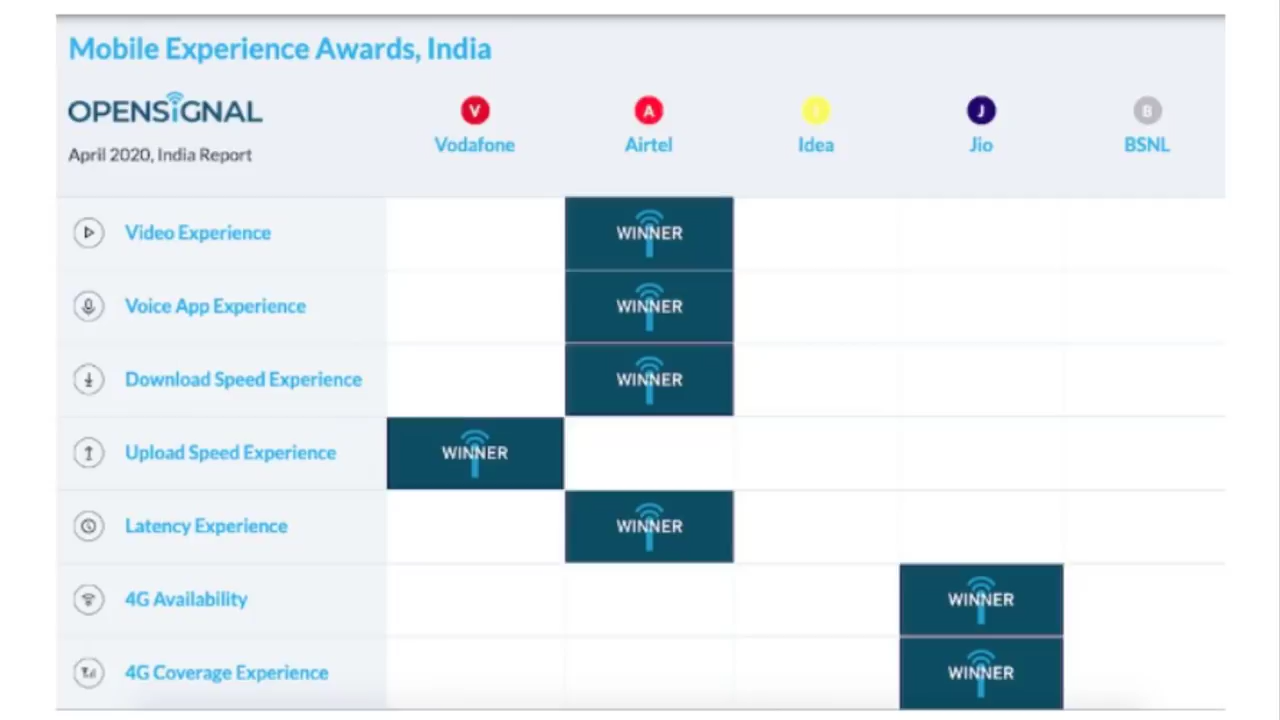 Mobile Experience Awards, India
OPENSIGNAL
April 2020, India Report
V A J B
Vodafone Airtel Idea Jio BSNL
Video Experience WINNER
Voice App Experience WINNER
Download Speed Experience WINNER
Upload Speed Experience WINNER
Latency Experience WINNER
4G Availability WINNER
4G Coverage Experience WINNER